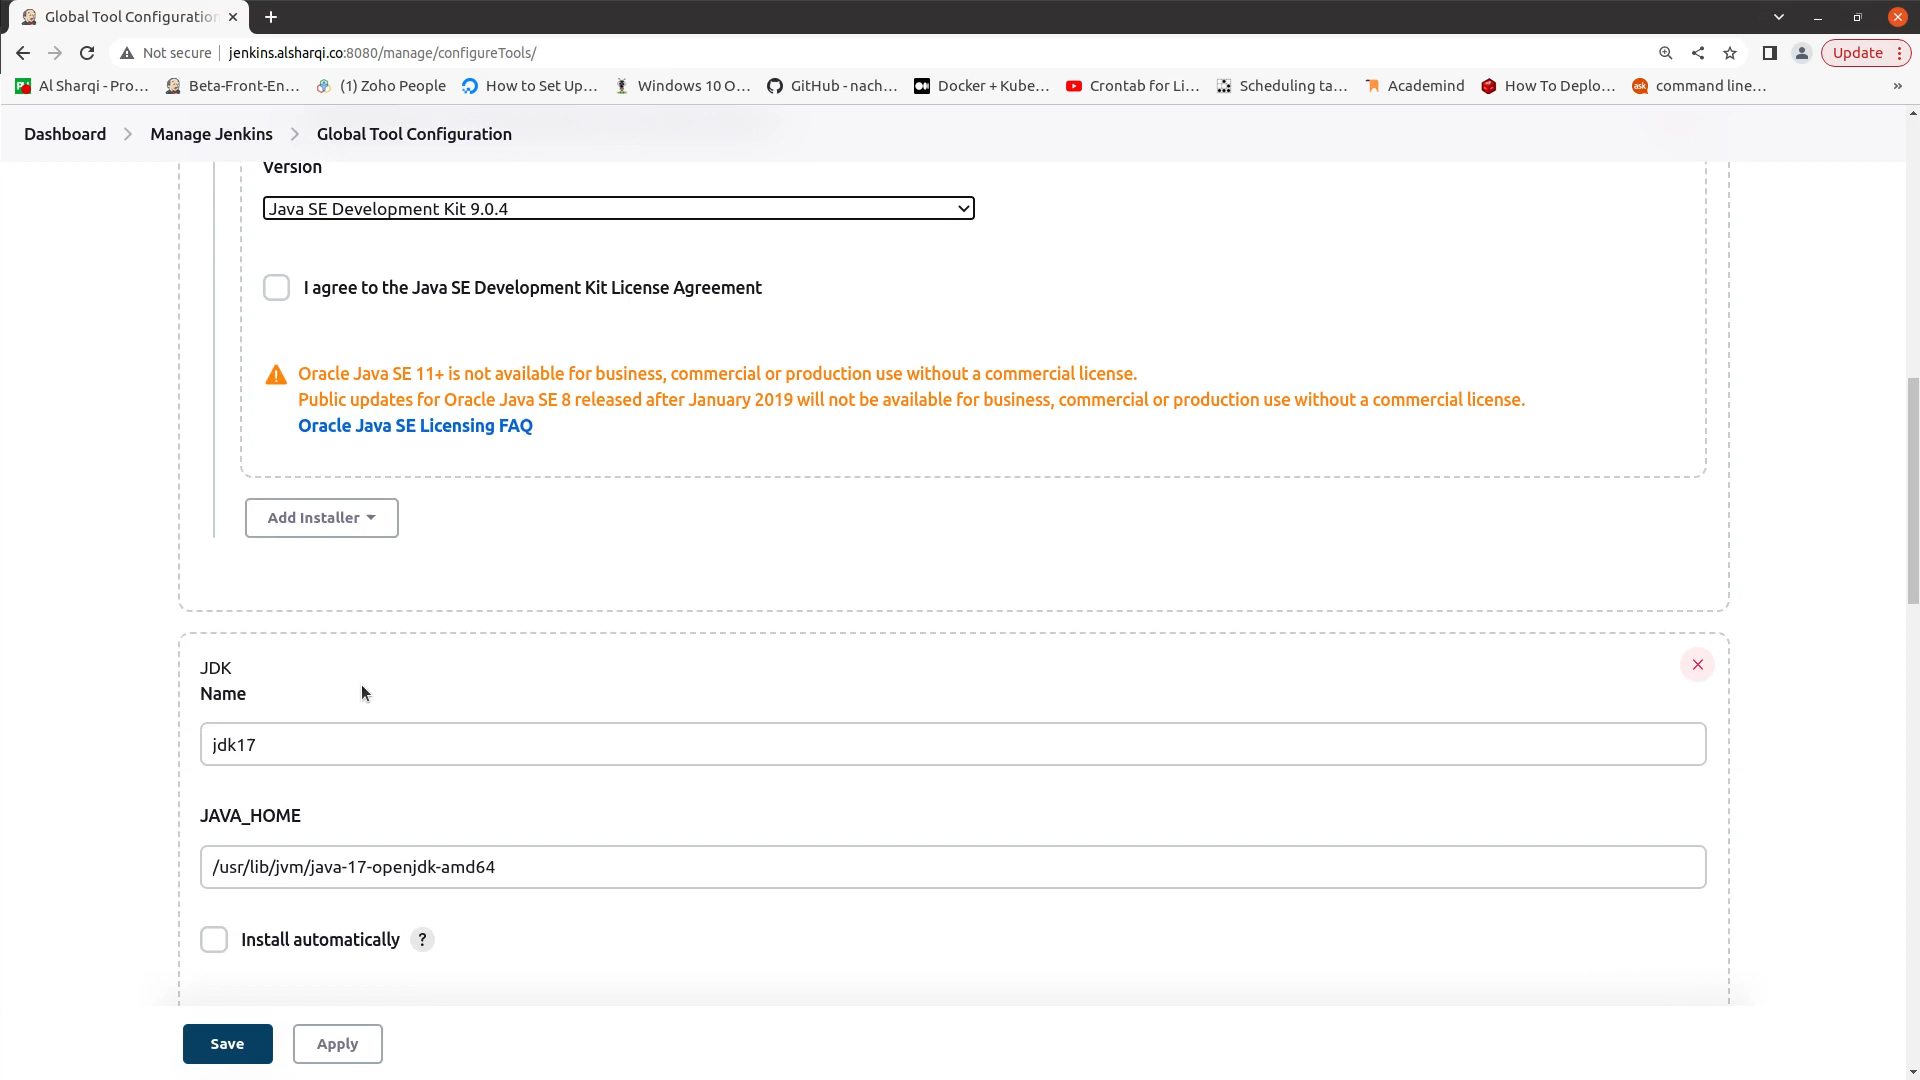 Global Tool Configuration
Not secure
jenkins.alsharqi.co:8080/manage/configureTools/
Update
Al Sharqi - Pro...
Beta-Front-En...
(1) Zoho People
How to Set Up,...
Windows 10 O...
GitHub - nach...
Docker + Kube...
Crontab for Li...
Scheduling ta...
Academind
How To Deplo...
ask
command line...
»
Dashboard
Manage Jenkins
Global Tool Configuration
Version
Java SE Development Kit 9.0.4
I agree to the Java SE Development Kit License Agreement
Oracle Java SE 11+ is not available for business, commercial or production use without a commercial license.
Public updates for Oracle Java SE 8 released after January 2019 will not be available for business, commercial or production use without a commercial license.
Oracle Java SE Licensing FAQ
Add Installer
JDK
Name
jdk17
JAVA_HOME
/usr/lib/jvm/java-17-openjdk-amd64
Install automatically ?
Save
Apply